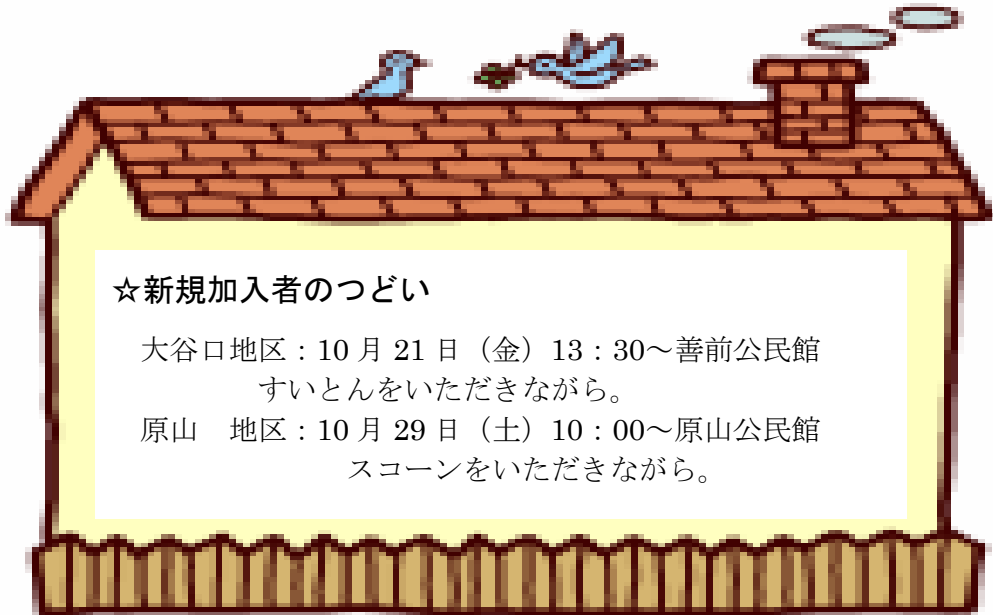 ☆新規加入者のつどい
大谷口地区：10 月 21 日（金）13：30～善前公民館
すいとんをいただきながら。
原山　地区：10 月 29 日（土）10：00～原山公民館
スコーンをいただきながら。